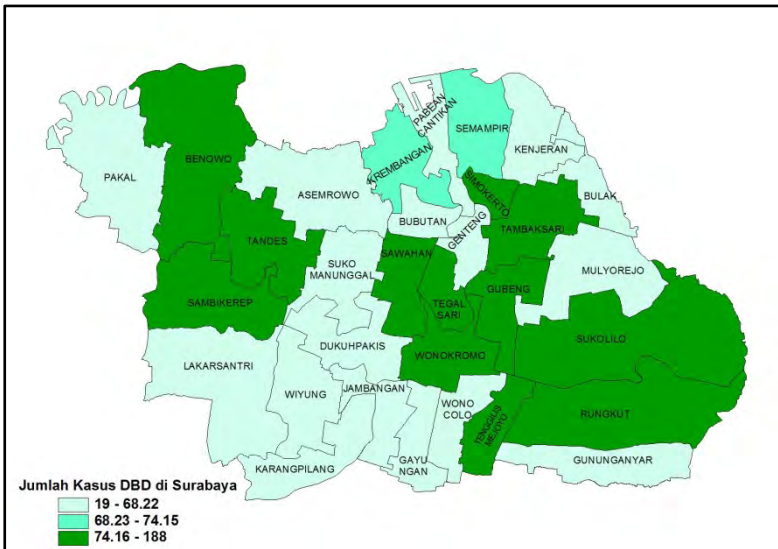 PABEAN
CANTIKAN
SEMAMPIR
KREMBANGAN
KENJERAN
BENOWO
PAKAL
ASEMROWO
SIMOKERTO
BULAK
BUBUTAN
GENTENG
TAMBAKSARI
TANDES
SAWAHAN
SUKO
MANUNGGAL
MULYOREJO
GUBENG
TEGAL
SARI
SAMBIKEREP
SUKOLILO
DUKUHPAKIS
WONOKROMO
LAKARSANTRI
WIYUNG
JAMBANGAN
WONO
COLO
TENGGILIS
MEJOYO
RUNGKUT
KARANGPILANG
GAYU
NGAN
GUNUNGANYAR
Jumlah Kasus DBD di Surabaya
19 - 68.22
68.23 - 74.15
74.16 - 188